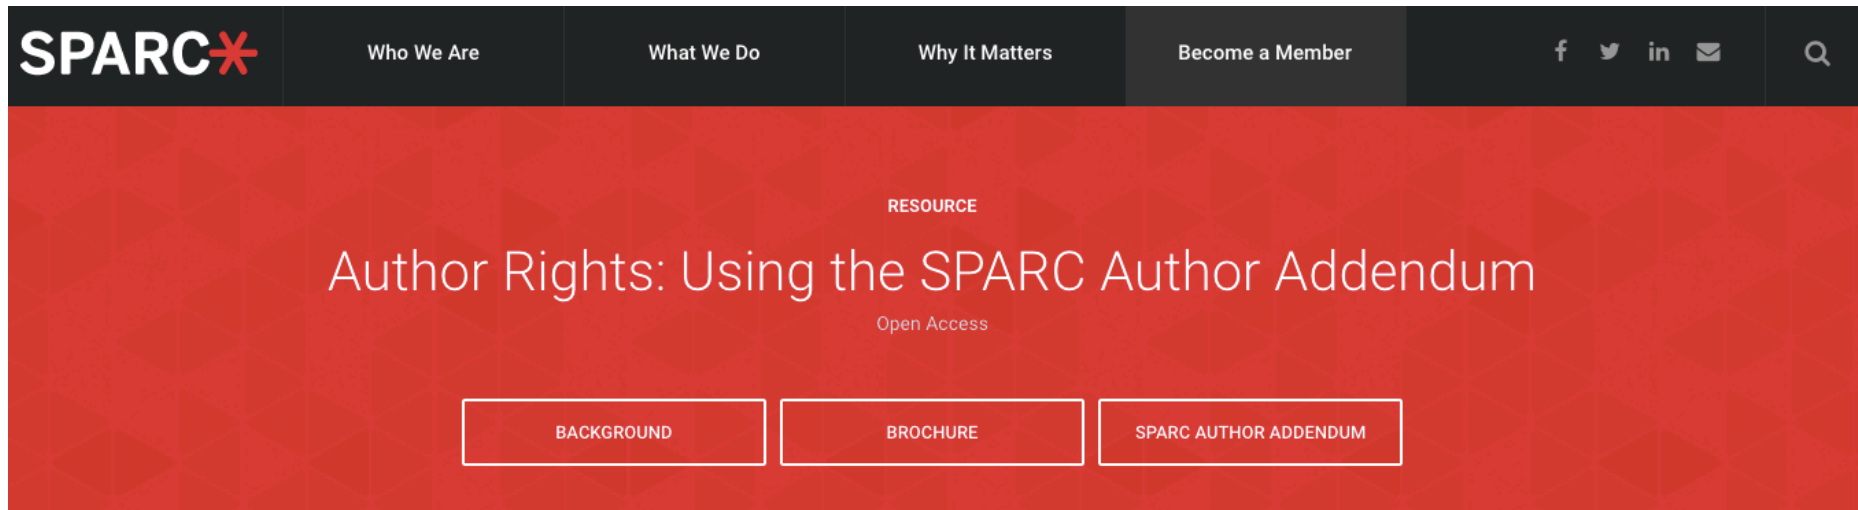 SPARC
Who We Are
What We Do
Why It Matters
Become a Member
RESOURCE
Author Rights: Using the SPARC Author Addendum
Open Access
BACKGROUND
BROCHURE
SPARC AUTHOR ADDENDUM